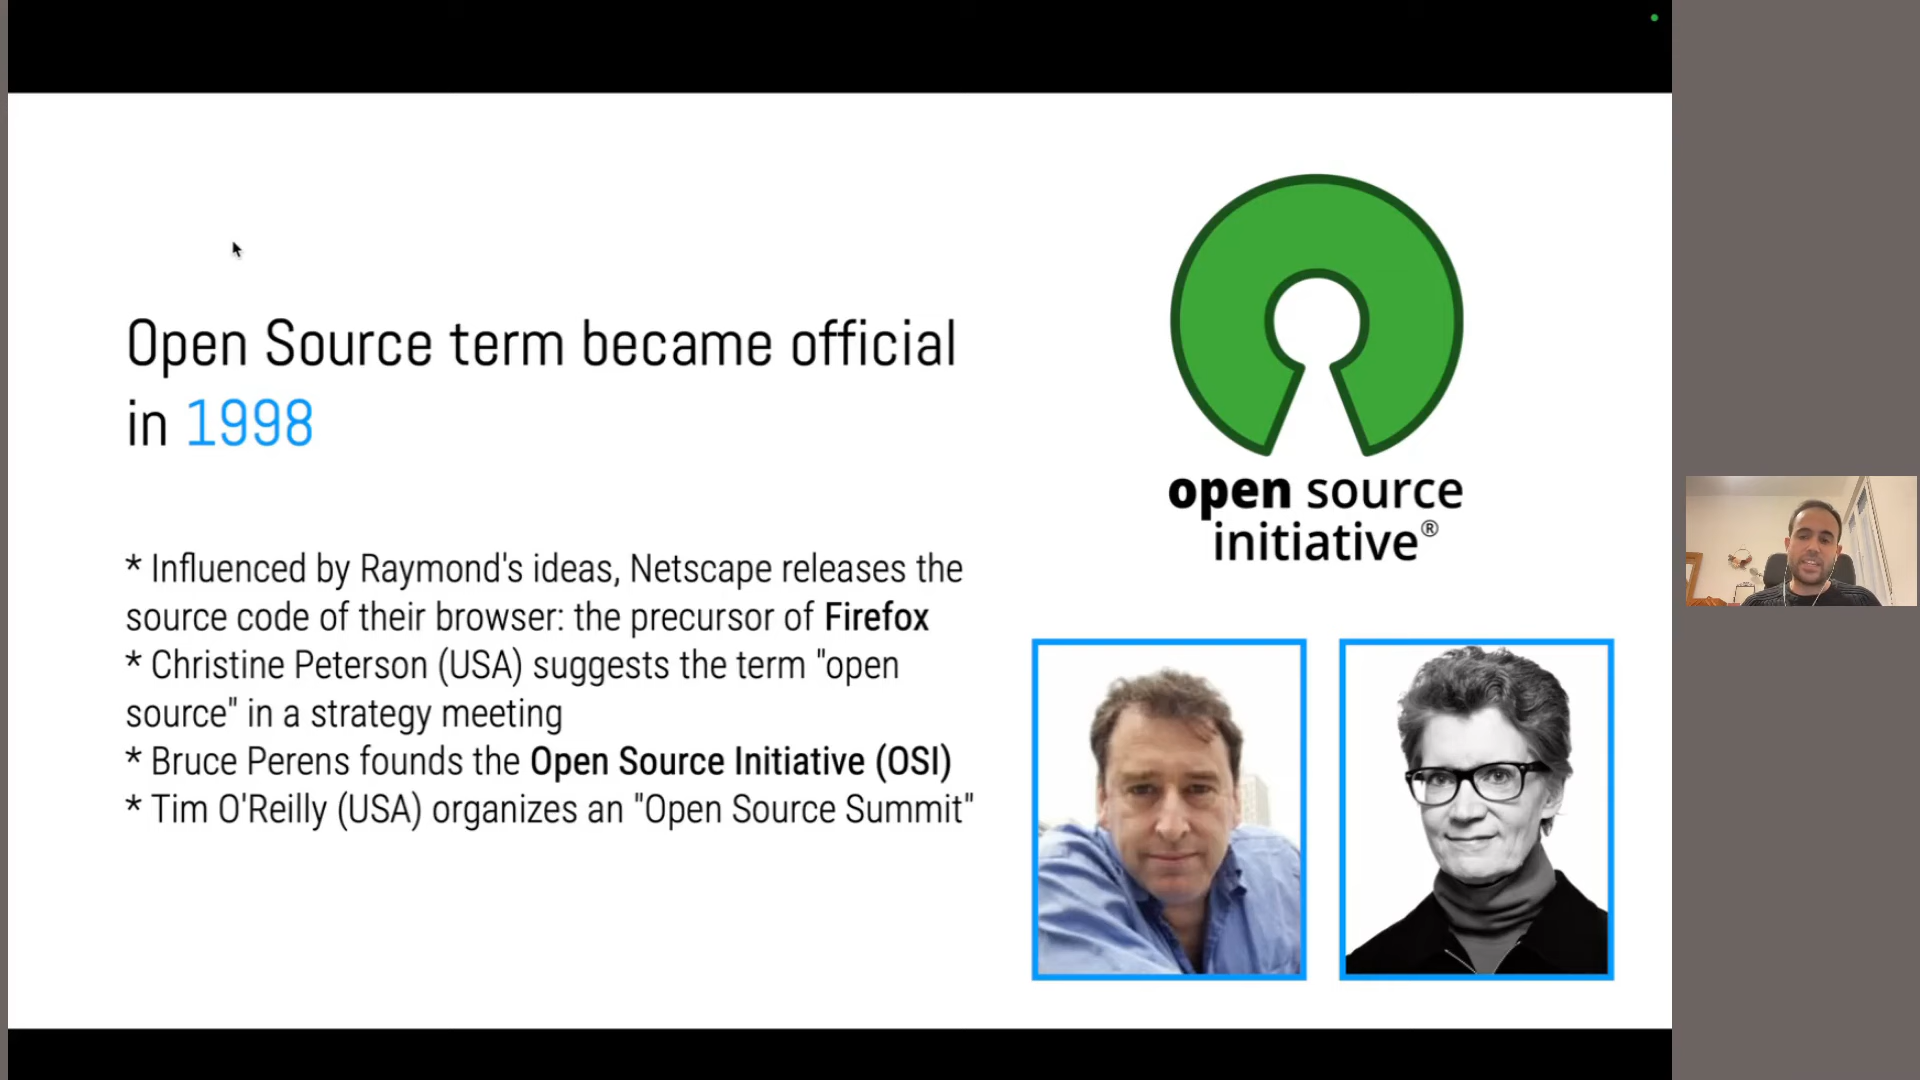 Open Source term became official
in 1998
* Influenced by Raymond's ideas, Netscape releases the
source code of their browser: the precursor of Firefox
* Christine Peterson (USA) suggests the term "open
source" in a strategy meeting
* Bruce Perens founds the Open Source Initiative (OSI)
* Tim O'Reilly (USA) organizes an "Open Source Summit"
open source
initiative®